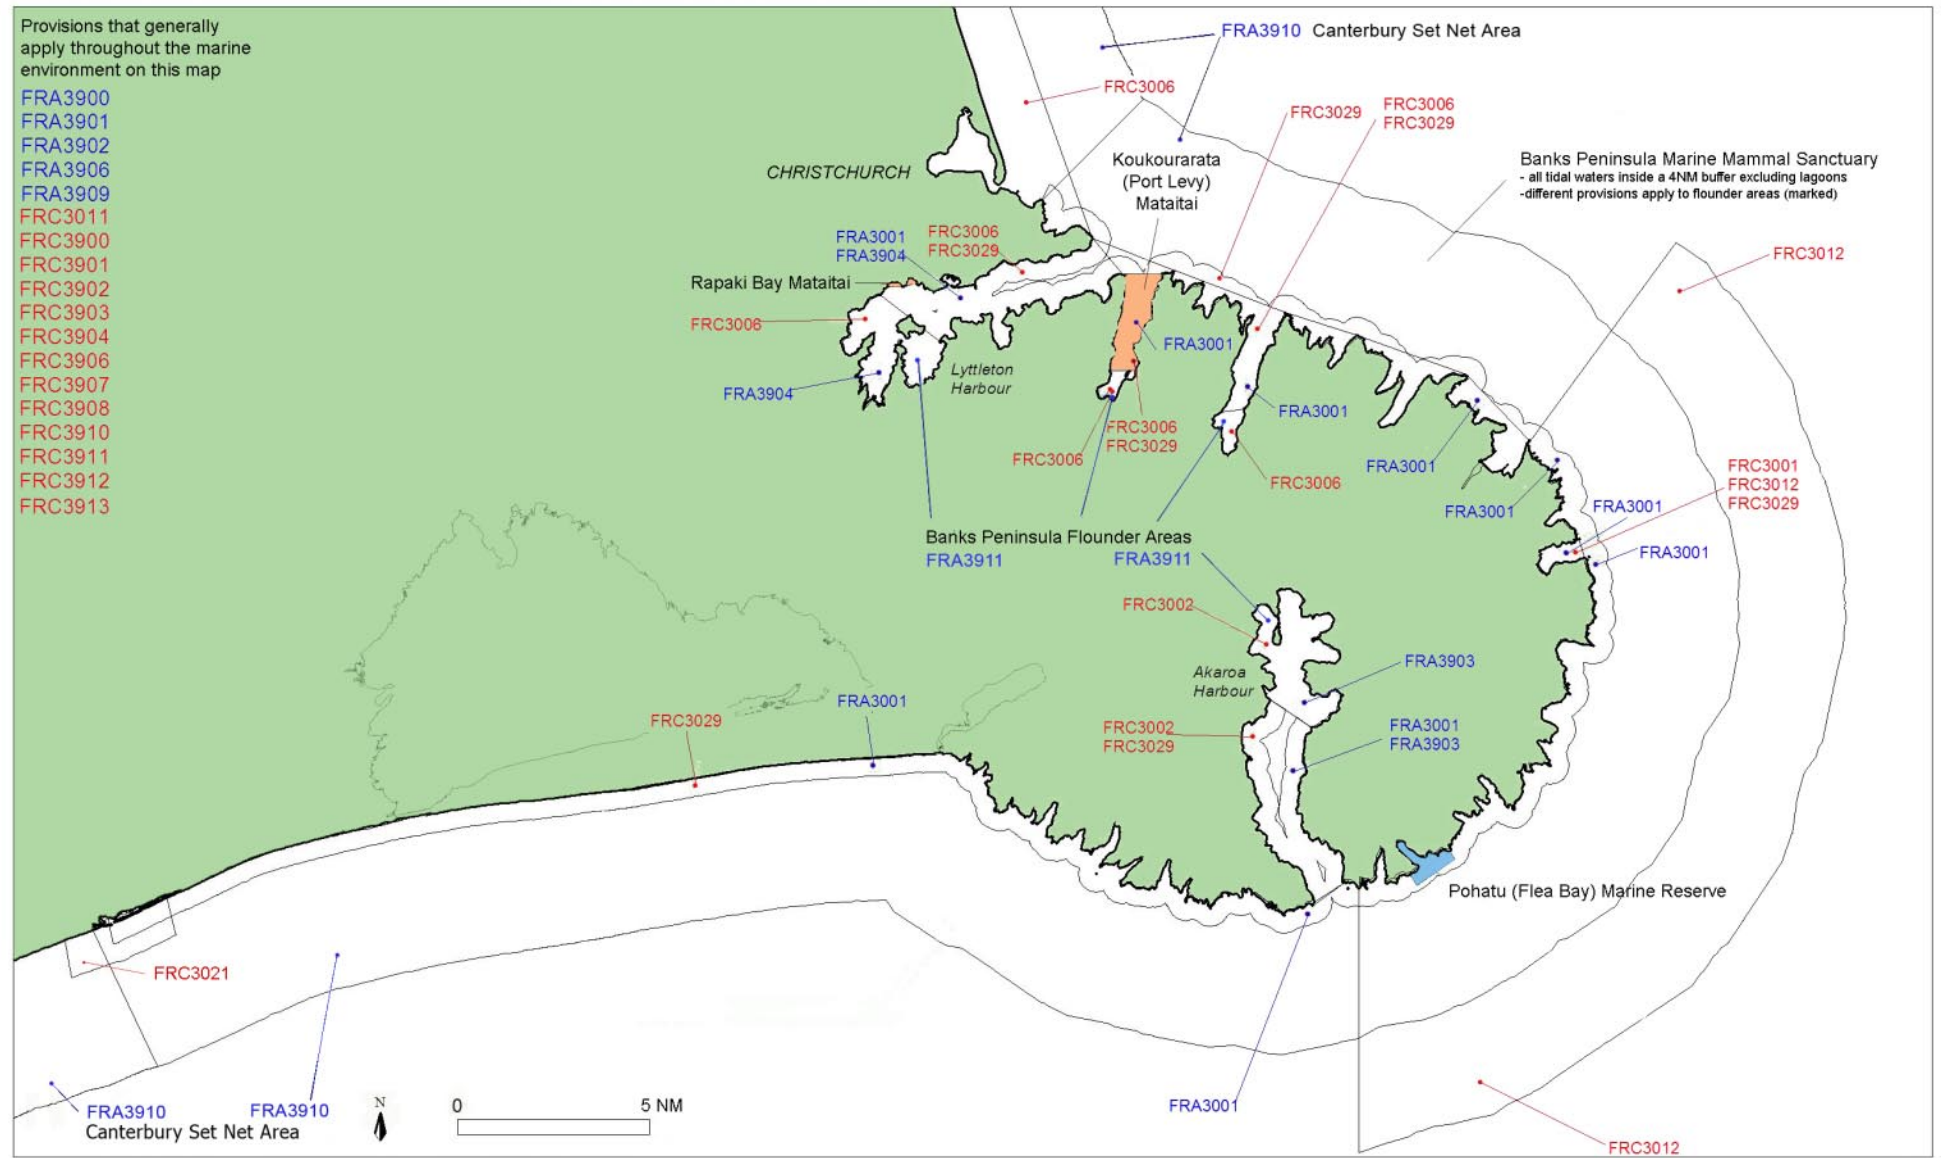 Provisions that generally
apply throughout the marine
environment on this map
FRA3900
FRA3901
FRA3902
FRA3906
FRA3909
FRC3011
FRC3900
FRC3901
FRC3902
FRC3903
FRC3904
FRC3906
FRC3907
FRC3908
FRC3910
FRC3911
FRC3912
FRC3913
FRA3910 Canterbury Set Net Area
FRC3006
FRC3029
FRC3006
FRC3029
Koukourarata
(Port Levy)
Mataitai
Banks Peninsula Marine Mammal Sanctuary
- all tidal waters inside a 4NM buffer excluding lagoons
-different provisions apply to flounder areas (marked)
CHRISTCHURCH
FRA3001
FRA3904
FRC3006
FRC3029
FRC3012
Rapaki Bay Mataitai
FRC3006
FRA3001
Lyttleton
Harbour
FRA3904
FRA3001
FRC3006
FRC3029
FRC3006
FRA3001
FRC3006
FRA3001
FRC3001
FRC3012
FRC3029
FRA3001
FRA3001
Banks Peninsula Flounder Areas
FRA3911
FRA3911
FRC3002
FRA3903
Akaroa
Harbour
FRA3001
FRC3029
FRC3002
FRC3029
FRA3001
FRA3903
Pohatu (Flea Bay) Marine Reserve
FRC3021
FRA3910
Canterbury Set Net Area
FRA3910
N
0
5 NM
FRA3001
FRC3012